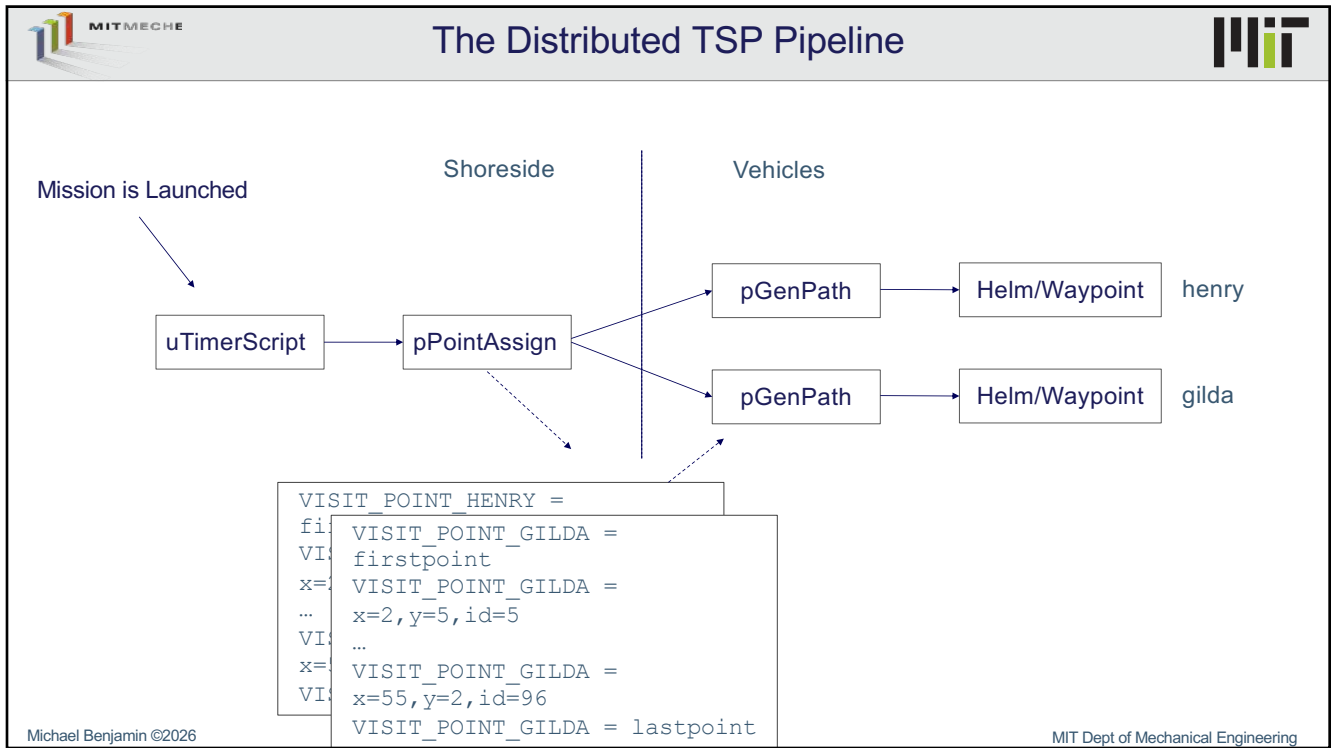 MITMECHE
The Distributed TSP Pipeline
MIT
Shoreside
Vehicles
Mission is Launched
uTimerScript
pPointAssign
pGenPath
Helm/Waypoint
henry
pGenPath
Helm/Waypoint
gilda
VISIT_POINT_HENRY =
VISIT_POINT_GILDA =
firstpoint
VISIT_POINT_GILDA =
x=2,y=5,id=5
…
VISIT_POINT_GILDA =
x=55,y=2,id=96
VISIT_POINT_GILDA = lastpoint
Michael Benjamin ©2026
MIT Dept of Mechanical Engineering